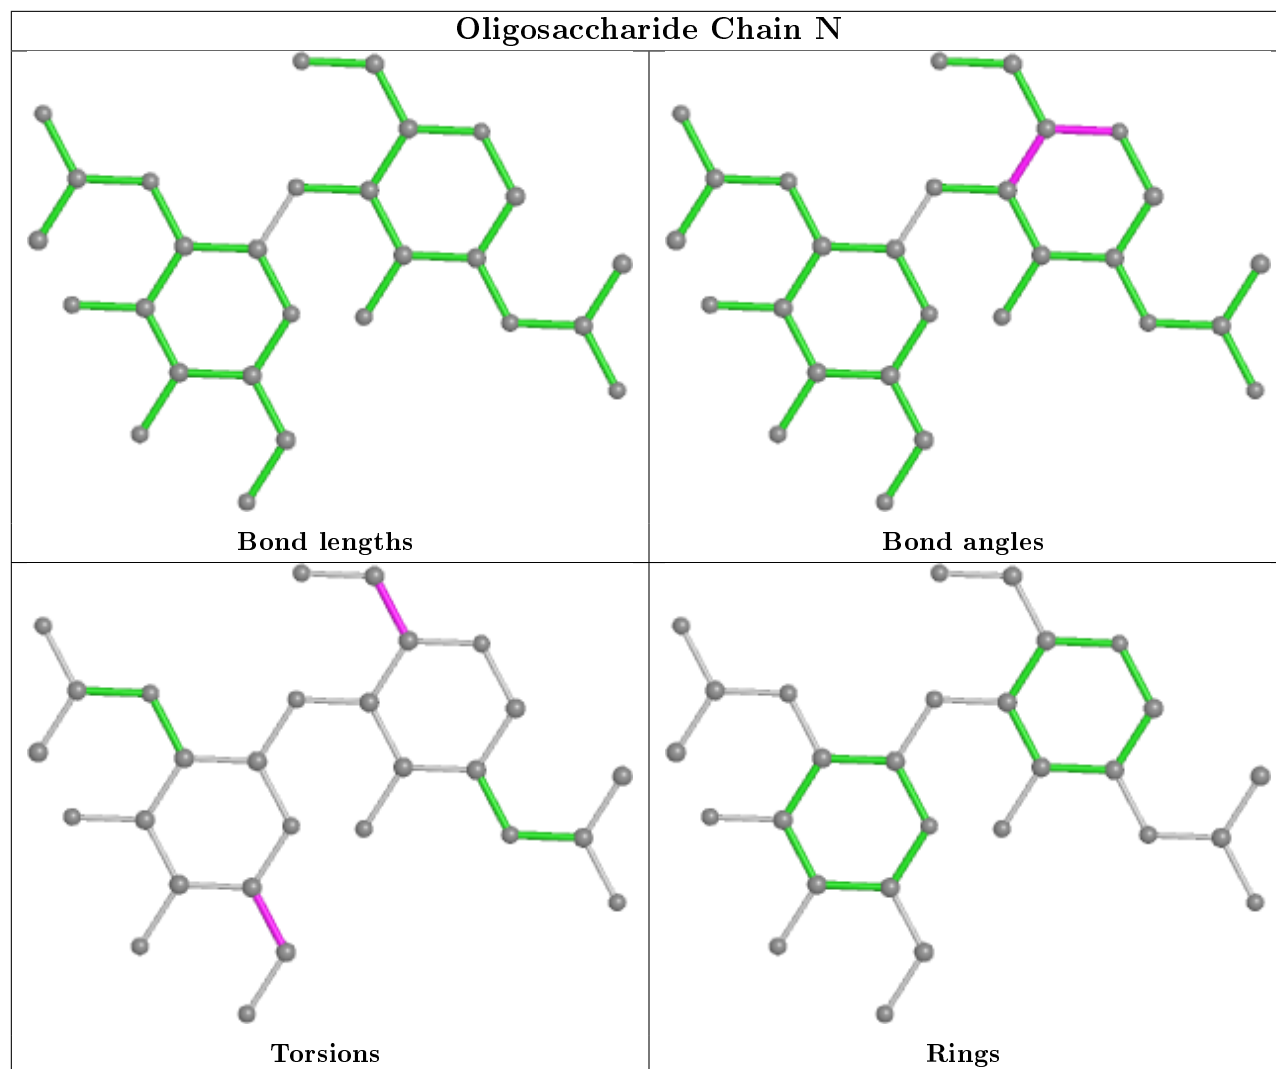 Oligosaccharide Chain N
Bond lengths
Bond angles
Torsions
Rings